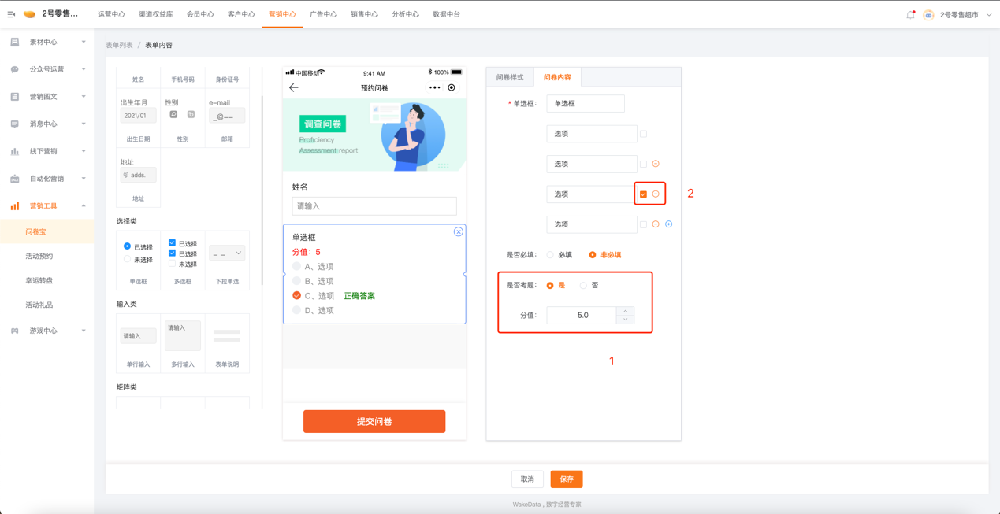 2号零售...
运营中心 渠道权益库 会员中心 客户中心 营销中心 广告中心 销售中心 分析中心 数据中台
2号零售超市
素材中心
公众号运营
营销图文
消息中心
线下营销
自动化营销
营销工具
问卷宝
活动预约
幸运转盘
活动礼品
游戏中心
表单列表 / 表单内容
姓名 手机号码 身份证号
出生年月 性别 e-mail
2021/01 _@——
出生日期 性别 邮箱
地址
adds.
地址
选择类
已选择 已选择
已选择
未选择 未选择
单选框 多选框 下拉单选
输入类
请输入 请输入
单行输入 多行输入 表单说明
矩阵类
中国移动 9:41 AM 100%
预约问卷
调查问卷
Proficiency
Assessment report
姓名
请输入
单选框
分值：5
A、选项
B、选项
C、选项 正确答案
D、选项
提交问卷
问卷样式 问卷内容
* 单选框： 单选框
选项
选项
选项
2
选项
是否必填： 必填 非必填
是否考题： 是 否
分值： 5.0
1
取消 保存
WakeData，数字经营专家